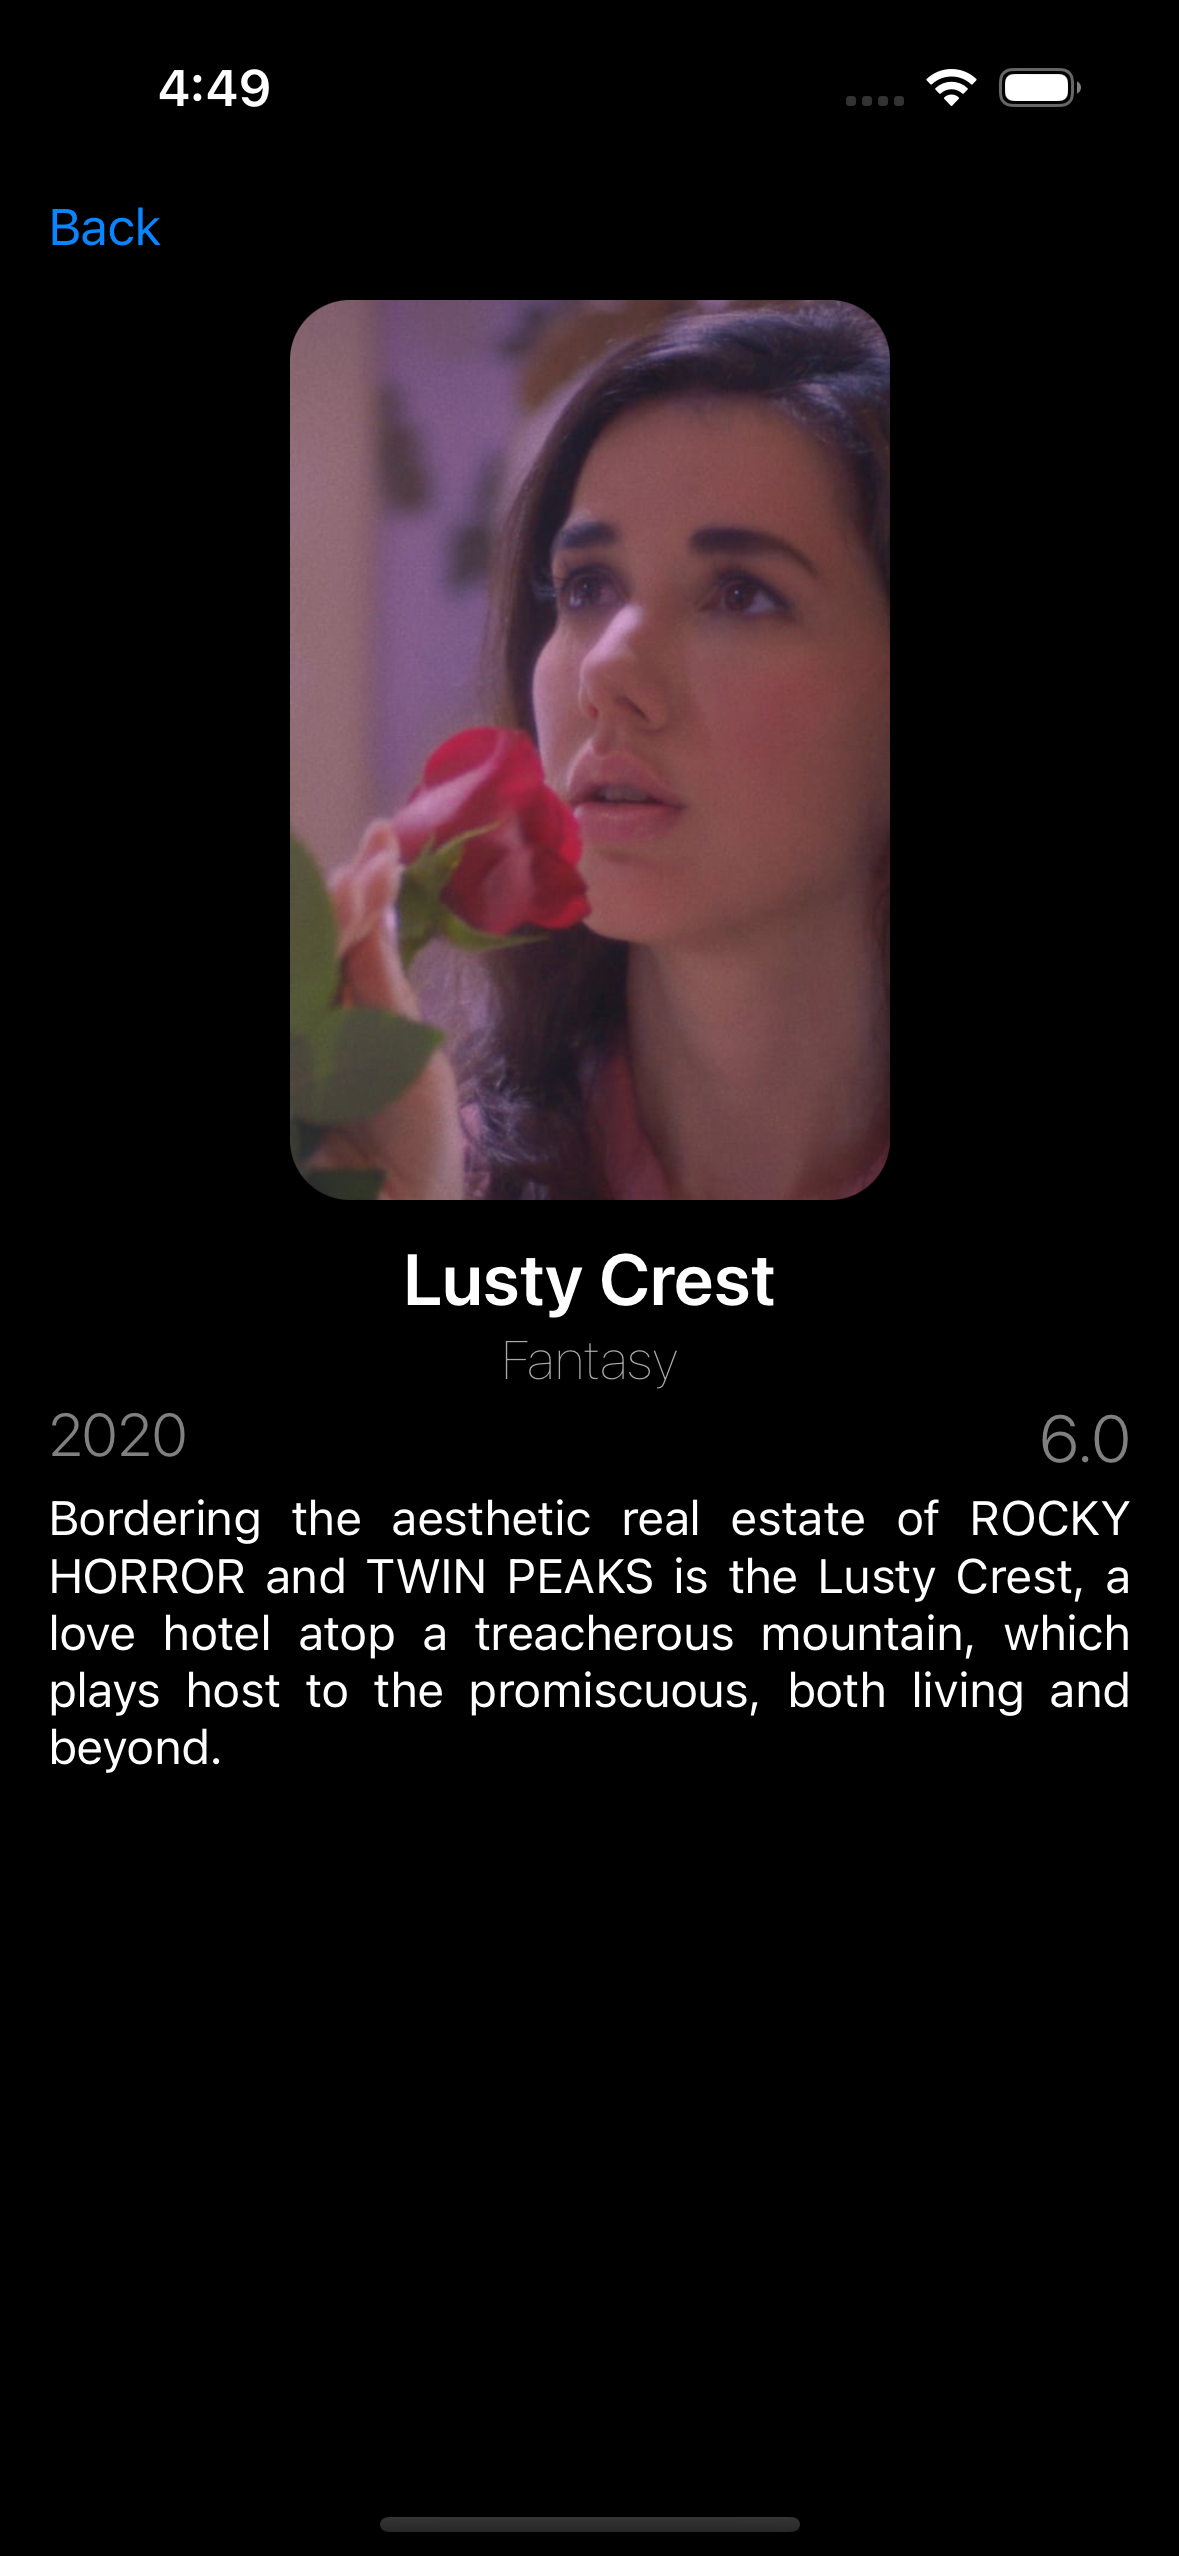 4:49
Back
Lusty Crest
Fantasy
2020
6.0
Bordering the aesthetic real estate of ROCKY
HORROR and TWIN PEAKS is the Lusty Crest, a
love hotel atop a treacherous mountain, which
plays host to the promiscuous, both living and
beyond.